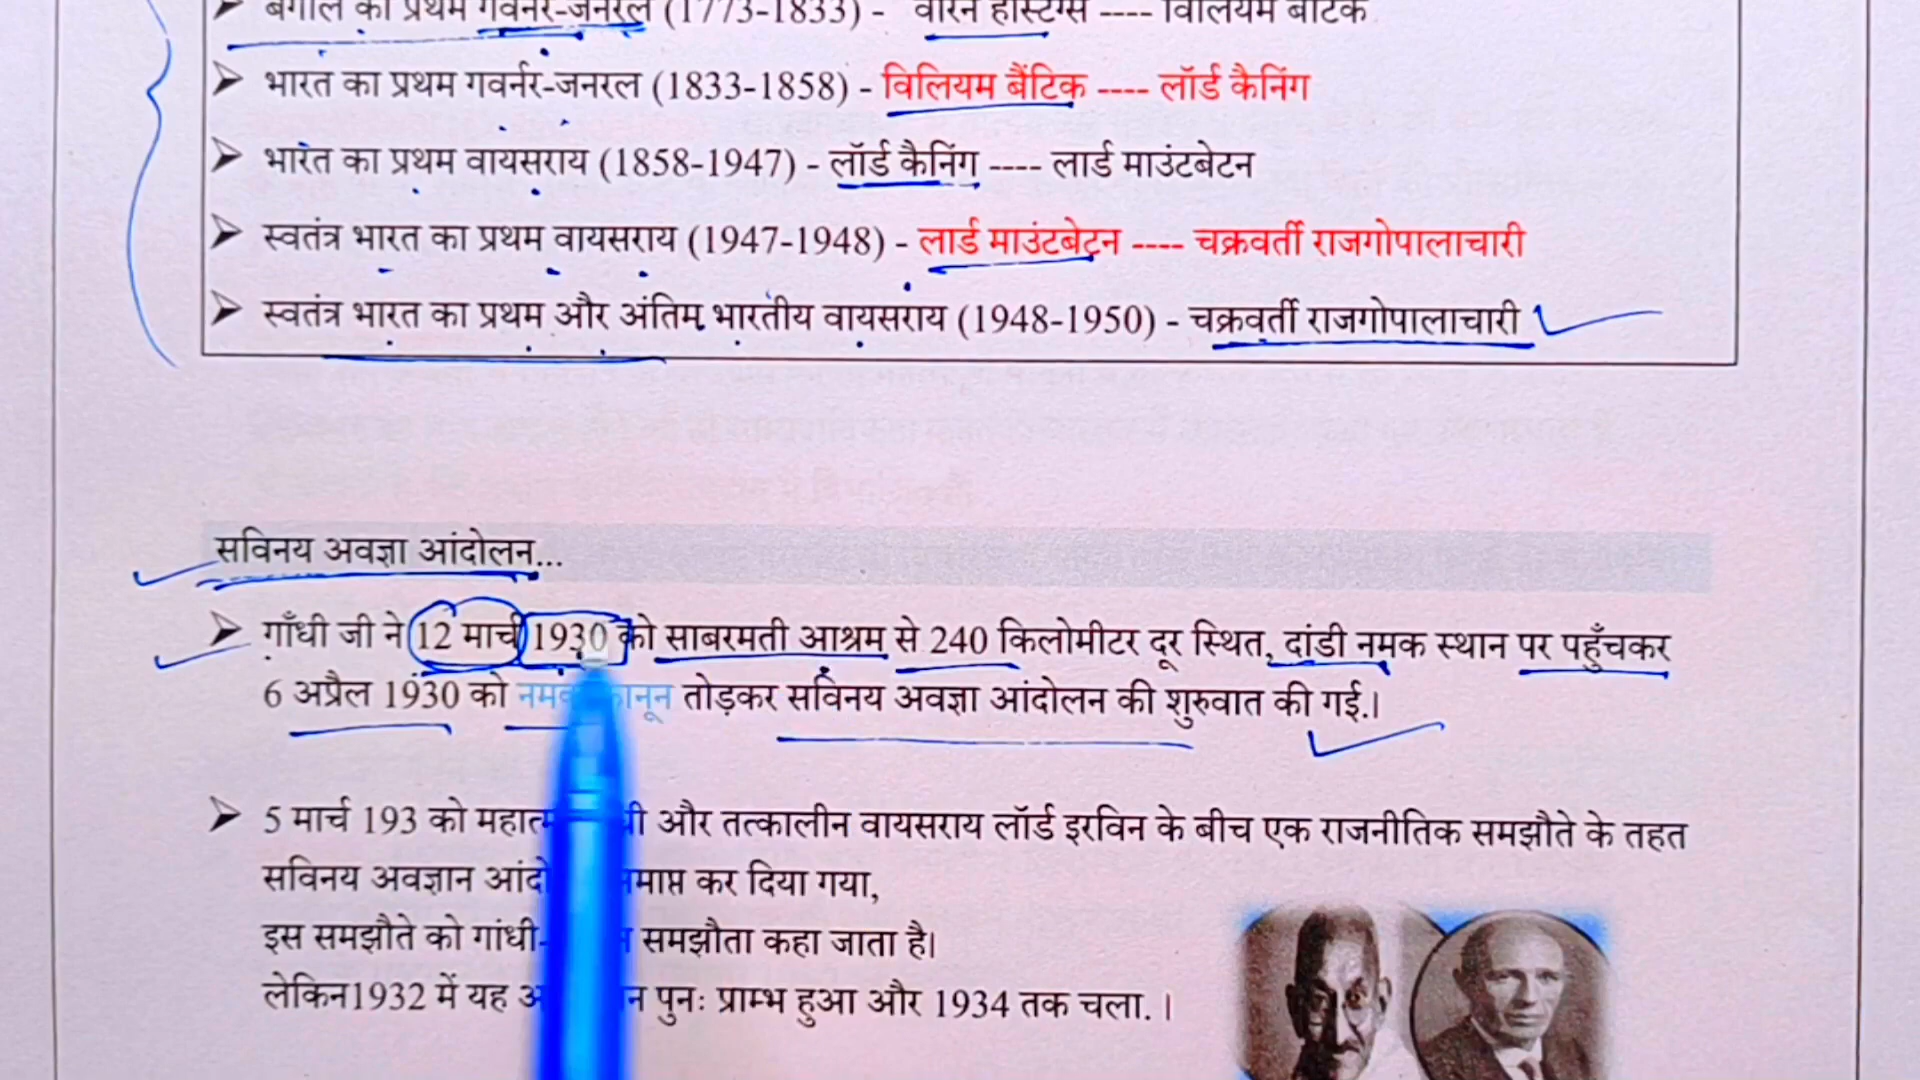 बंगाल का प्रथम गवर्नर-जनरल (1773-1833) - वारेन हेस्टिंग्स ---- विलियम बैंटिक
➤ भारत का प्रथम गवर्नर-जनरल (1833-1858) - विलियम बैंटिक ---- लॉर्ड कैनिंग
➤ भारत का प्रथम वायसराय (1858-1947) - लॉर्ड कैनिंग ---- लार्ड माउंटबेटन
➤ स्वतंत्र भारत का प्रथम वायसराय (1947-1948) - लार्ड माउंटबेटन ---- चक्रवर्ती राजगोपालाचारी
➤ स्वतंत्र भारत का प्रथम और अंतिम भारतीय वायसराय (1948-1950) - चक्रवर्ती राजगोपालाचारी
सविनय अवज्ञा आंदोलन...
➤ गाँधी जी ने 12 मार्च 1930 को साबरमती आश्रम से 240 किलोमीटर दूर स्थित, दांडी नमक स्थान पर पहुँचकर
6 अप्रैल 1930 को तोड़कर सविनय अवज्ञा आंदोलन की शुरुवात की गई.।
➤ 5 मार्च 193 को और तत्कालीन वायसराय लॉर्ड इरविन के बीच एक राजनीतिक समझौते के तहत
सविनय अवज्ञान कर दिया गया,
इस समझौते को समझौता कहा जाता है।
लेकिन1932 में यह पुनः प्राम्भ हुआ और 1934 तक चला. ।